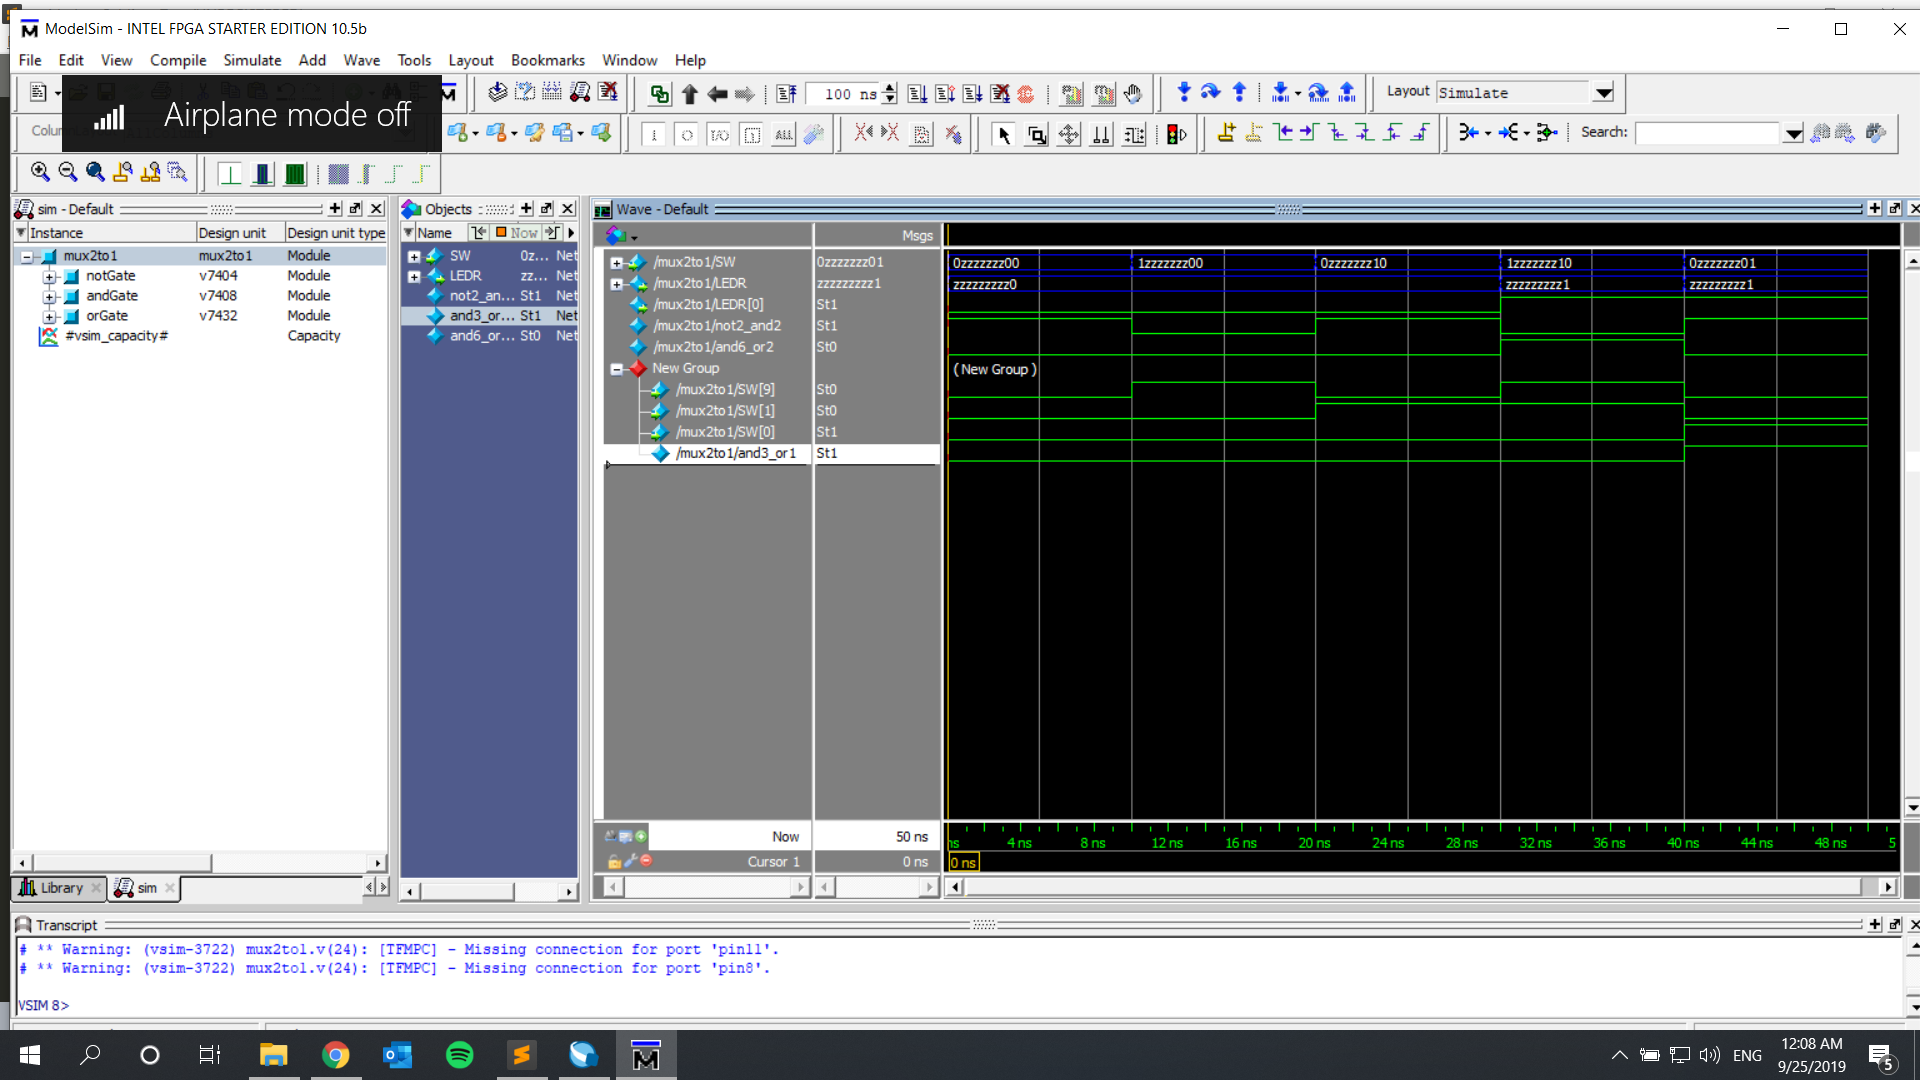 ModelSim - INTEL FPGA STARTER EDITION 10.5b
File Edit View Compile Simulate Add Wave Tools Layout Bookmarks Window Help
Airplane mode off
100 ns
Layout Simulate
Search:
sim - Default
Instance Design unit Design unit type
mux2to1 mux2to1 Module
notGate v7404 Module
andGate v7408 Module
orGate v7432 Module
#vsim_capacity# Capacity
Library sim
Objects
Name Now
SW 0z... Net
LEDR zz... Net
not2_an... St1 Net
and3_or... St1 Net
and6_or... St0 Net
Wave - Default
Msgs
/mux2to1/SW 0zzzzzzz01 0zzzzzzz00 1zzzzzzz00 0zzzzzzz10 1zzzzzzz10 0zzzzzzz01
/mux2to1/LEDR zzzzzzzzz1 zzzzzzzzz0 zzzzzzzzz1 zzzzzzzzz1
/mux2to1/LEDR[0] St1
/mux2to1/not2_and2 St1
/mux2to1/and6_or2 St0
New Group ( New Group )
/mux2to1/SW[9] St0
/mux2to1/SW[1] St0
/mux2to1/SW[0] St1
/mux2to1/and3_or1 St1
Now 50 ns
ns 4 ns 8 ns 12 ns 16 ns 20 ns 24 ns 28 ns 32 ns 36 ns 40 ns 44 ns 48 ns 5
Cursor 1 0 ns 0 ns
Transcript
# ** Warning: (vsim-3722) mux2to1.v(24): [TFMPC] - Missing connection for port 'pin11'.
# ** Warning: (vsim-3722) mux2to1.v(24): [TFMPC] - Missing connection for port 'pin8'.
VSIM 8>
ENG
12:08 AM
9/25/2019
5